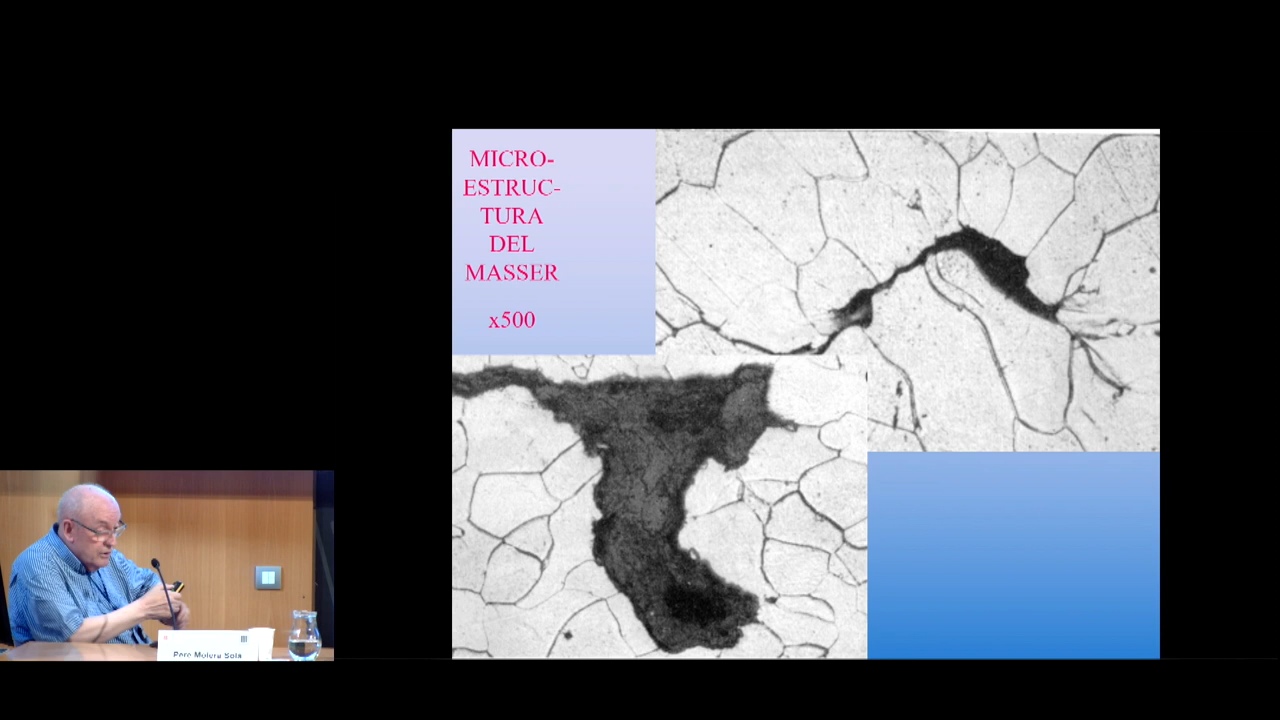 MICRO-
ESTRUC-
TURA
DEL
MASSER
x500
Pere Molera Solà